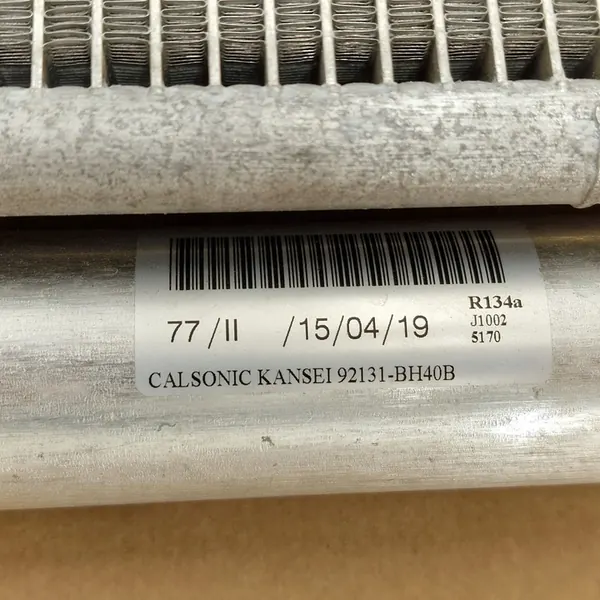 77/II /15/04/19
R134a
J1002
5170
CALSONIC KANSEI 92131-BH40B